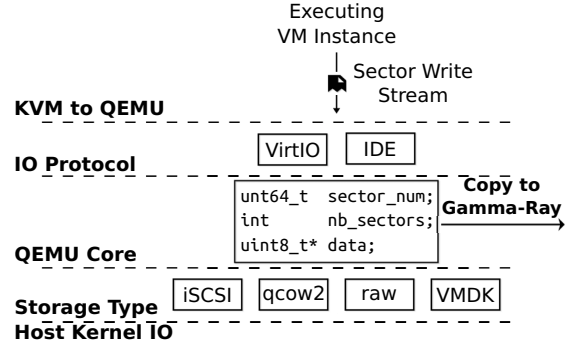 Executing
VM Instance
Sector Write
Stream
KVM to QEMU
VirtIO IDE
IO Protocol
unt64_t sector_num;
int nb_sectors;
uint8_t* data;
Copy to
Gamma-Ray
QEMU Core
iSCSI qcow2 raw VMDK
Storage Type
Host Kernel IO